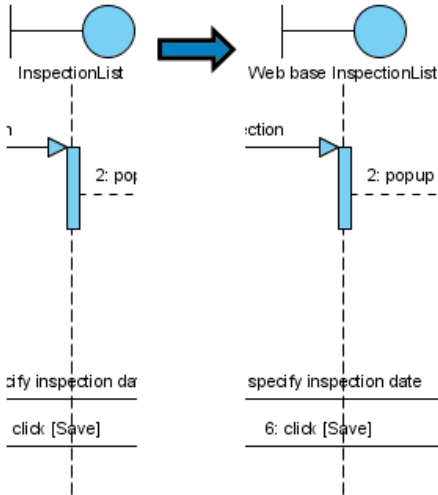 InspectionList
Web base InspectionList
ection
2: pop
2: popup
cify inspection dat
specify inspection date
click [Save]
6: click [Save]